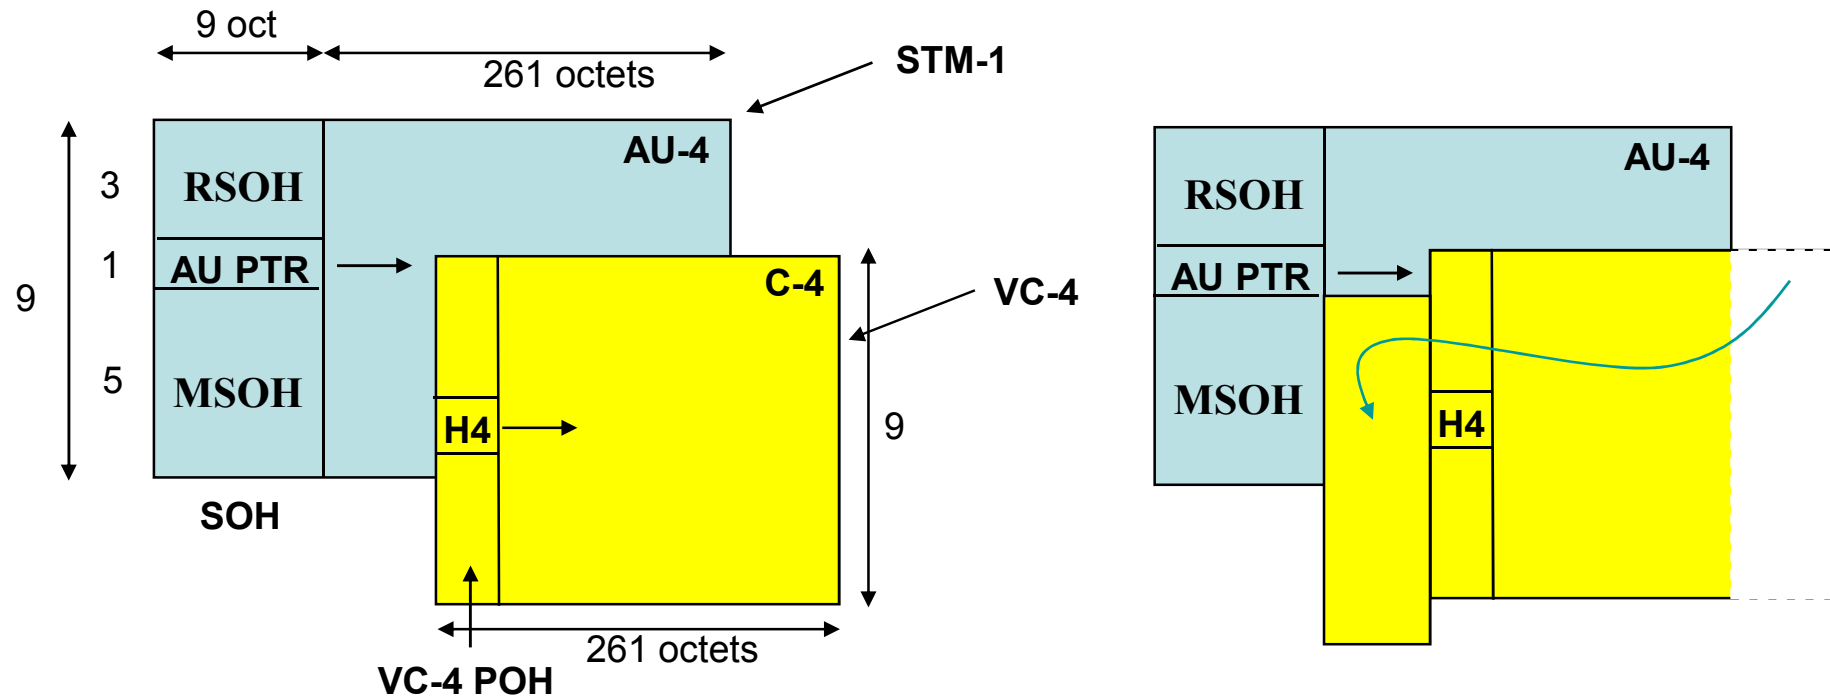 9 oct
261 octets
STM-1
AU-4
3
RSOH
1
AU PTR
9
C-4
VC-4
5
MSOH
H4
9
SOH
261 octets
VC-4 POH
AU-4
RSOH
AU PTR
MSOH
H4